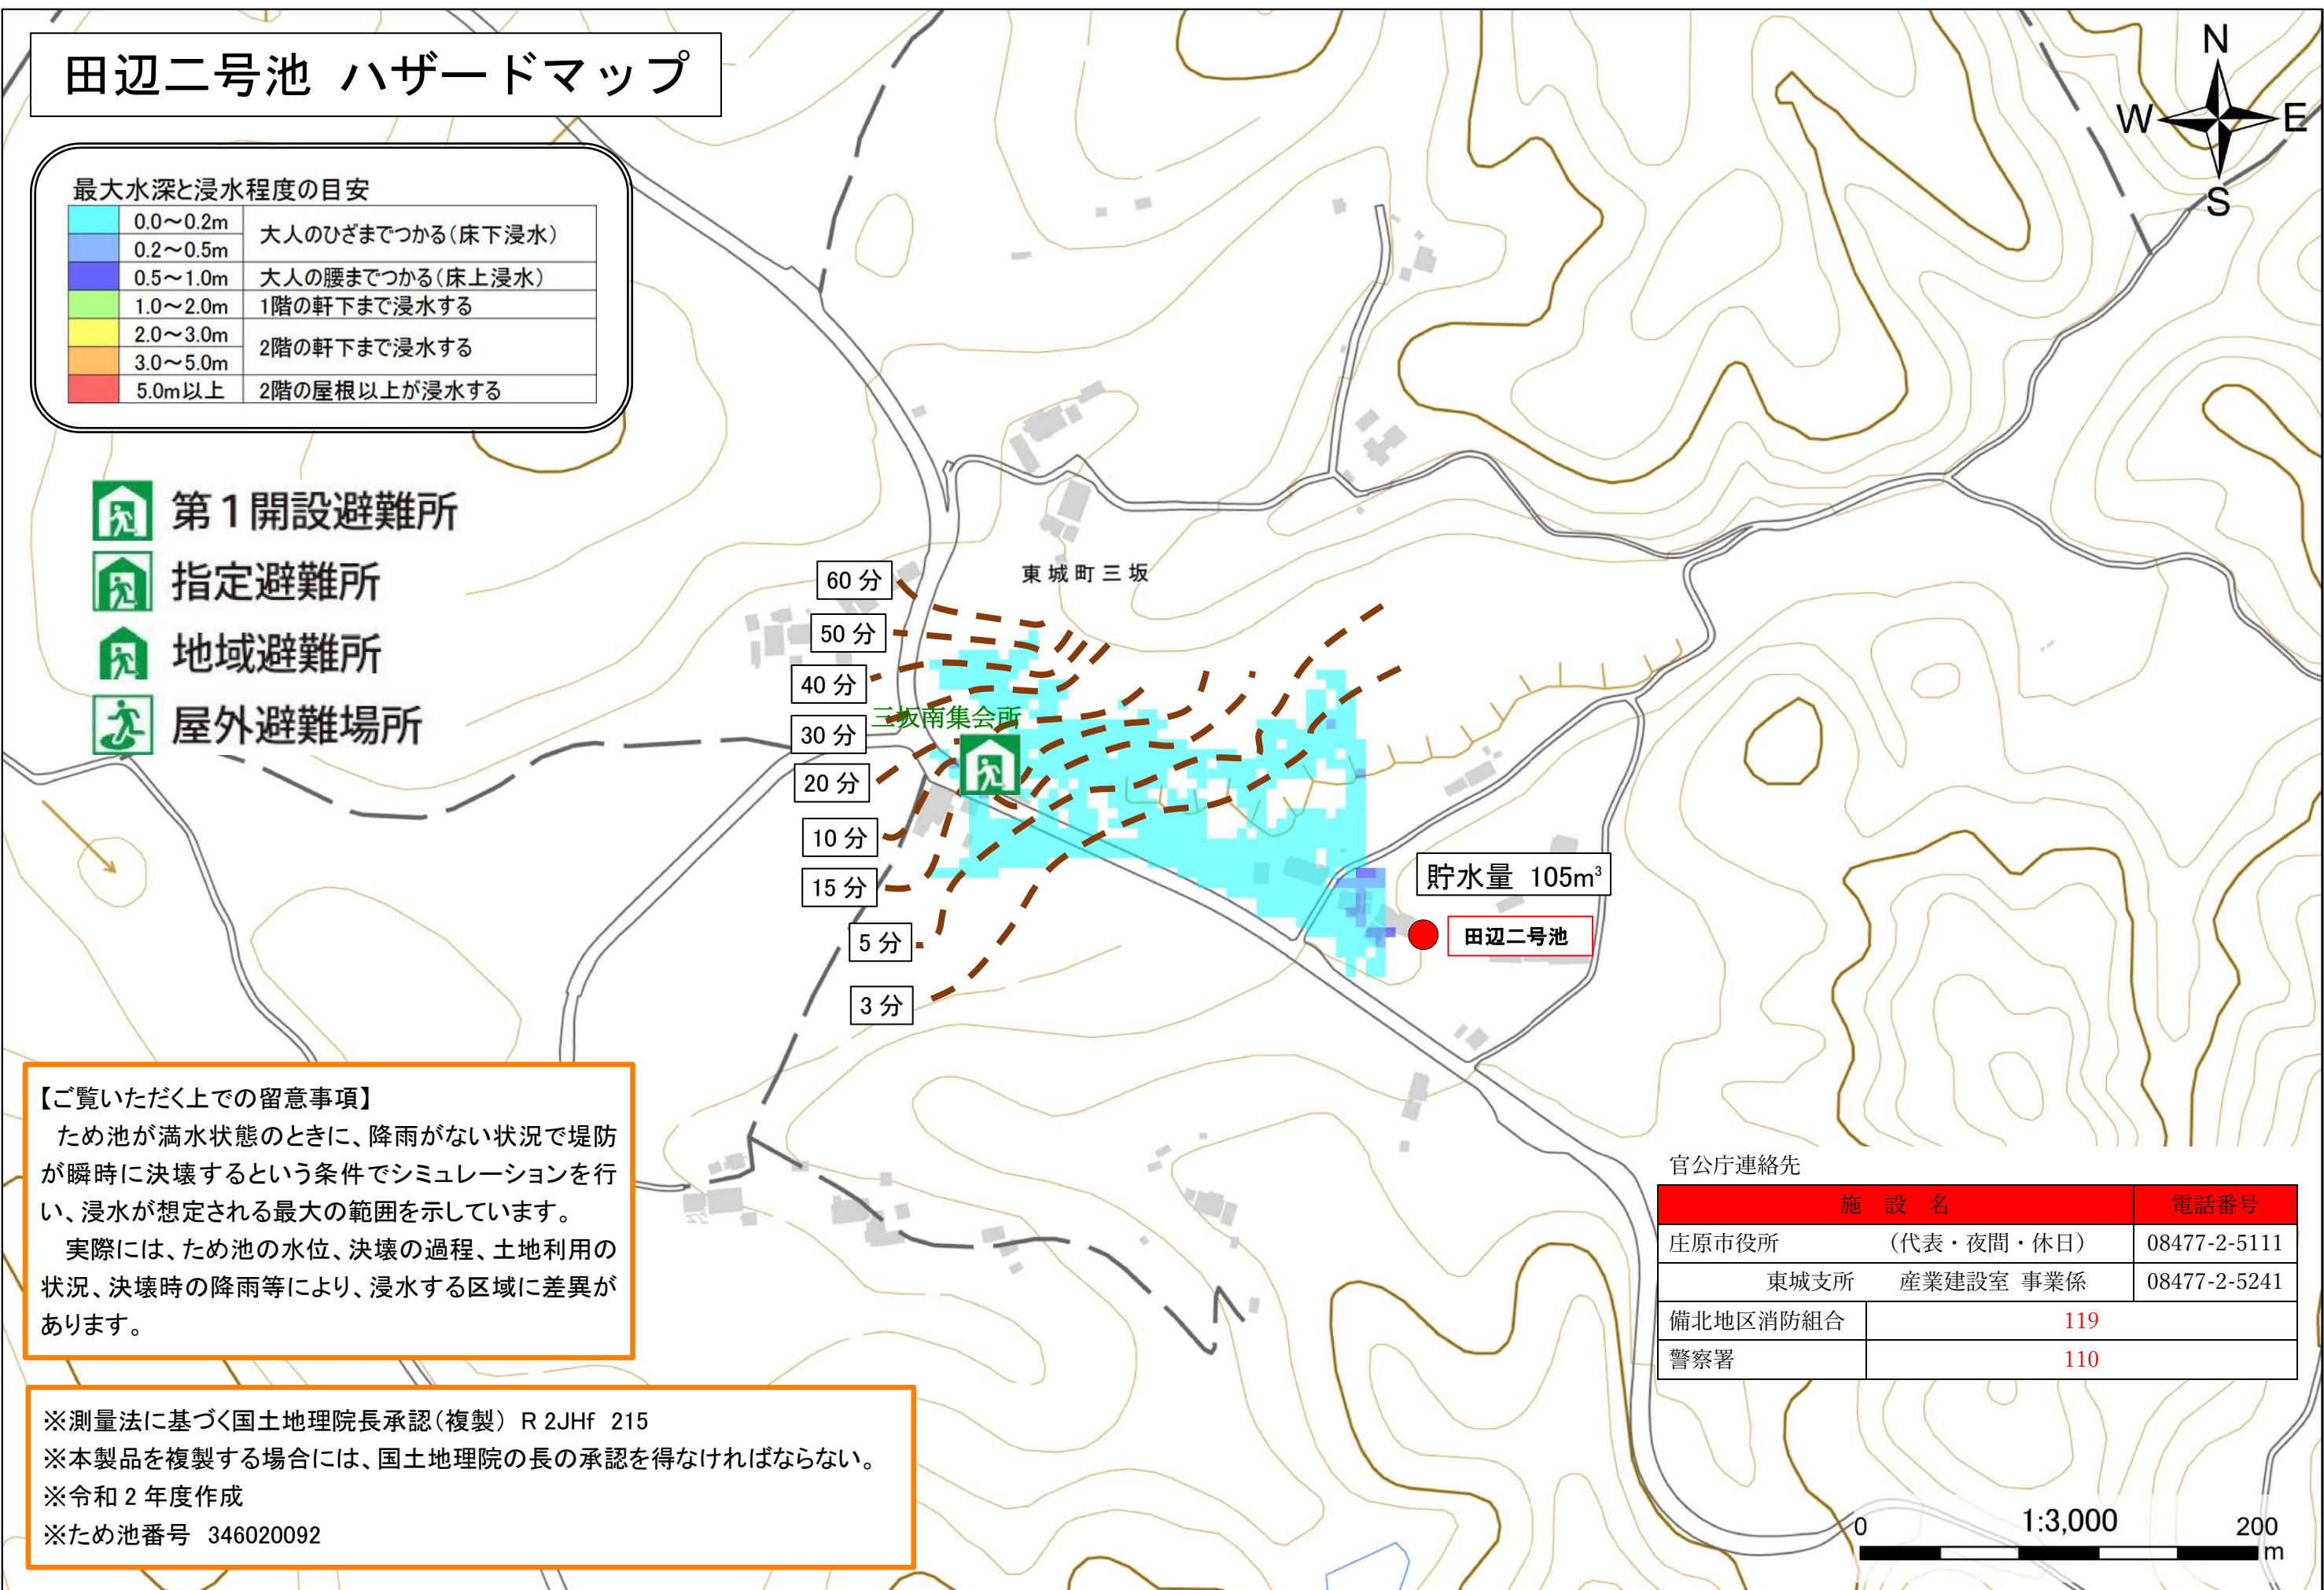 田辺二号池 ハザードマップ
N
W
E
S
最大水深と浸水程度の目安
0.0～0.2m
大人のひざまでつかる(床下浸水)
0.2～0.5m
0.5～1.0m 大人の腰までつかる(床上浸水)
1.0～2.0m 1階の軒下まで浸水する
2.0～3.0m
2階の軒下まで浸水する
3.0～5.0m
5.0m以上 2階の屋根以上が浸水する
第1開設避難所
指定避難所
地域避難所
屋外避難場所
東城町三坂
60 分
50 分
40 分
三坂南集会所
30 分
20 分
10 分
15 分
5 分
3 分
貯水量 105m³
田辺二号池
【ご覧いただく上での留意事項】
ため池が満水状態のときに、降雨がない状況で堤防
が瞬時に決壊するという条件でシミュレーションを行
い、浸水が想定される最大の範囲を示しています。
実際には、ため池の水位、決壊の過程、土地利用の
状況、決壊時の降雨等により、浸水する区域に差異が
あります。
※測量法に基づく国土地理院長承認(複製) R 2JHf 215
※本製品を複製する場合には、国土地理院の長の承認を得なければならない。
※令和 2 年度作成
※ため池番号 346020092
官公庁連絡先
施 設 名 電話番号
庄原市役所 (代表・夜間・休日) 08477-2-5111
東城支所 産業建設室 事業係 08477-2-5241
備北地区消防組合 119
警察署 110
0 1:3,000 200
m